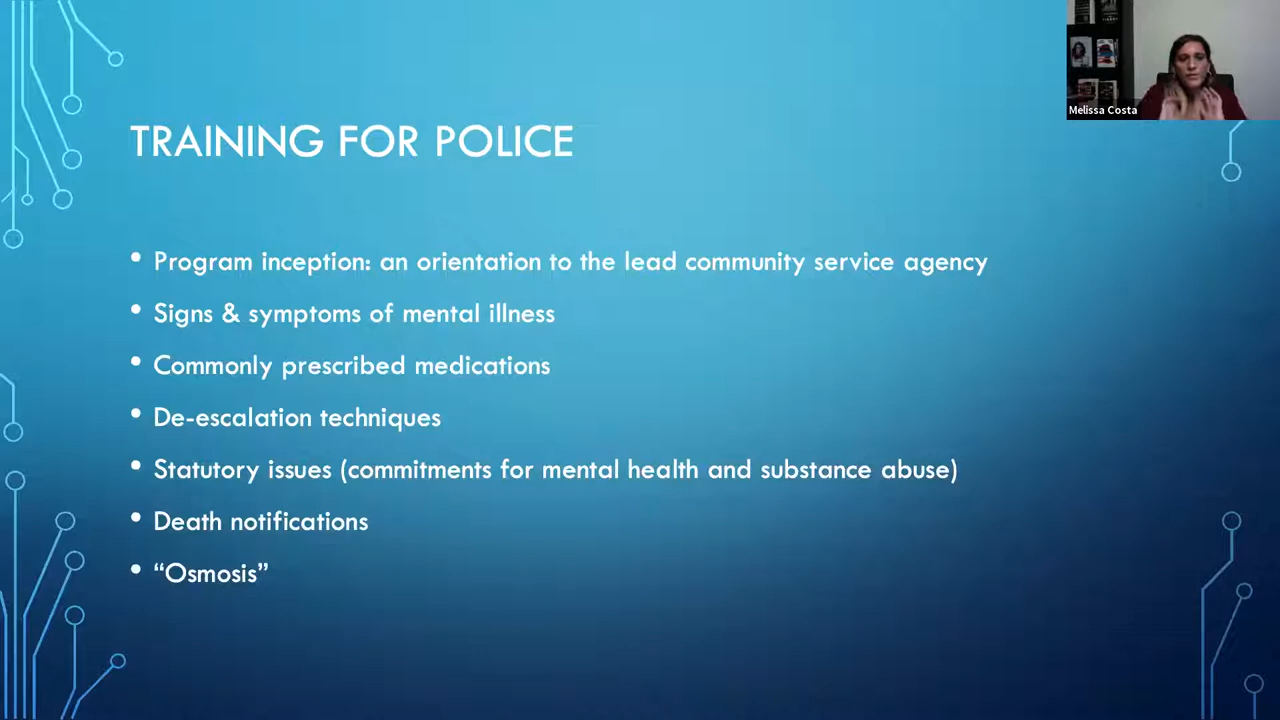 Melissa Costa
TRAINING FOR POLICE
• Program inception: an orientation to the lead community service agency
• Signs & symptoms of mental illness
• Commonly prescribed medications
• De-escalation techniques
• Statutory issues (commitments for mental health and substance abuse)
• Death notifications
• “Osmosis”